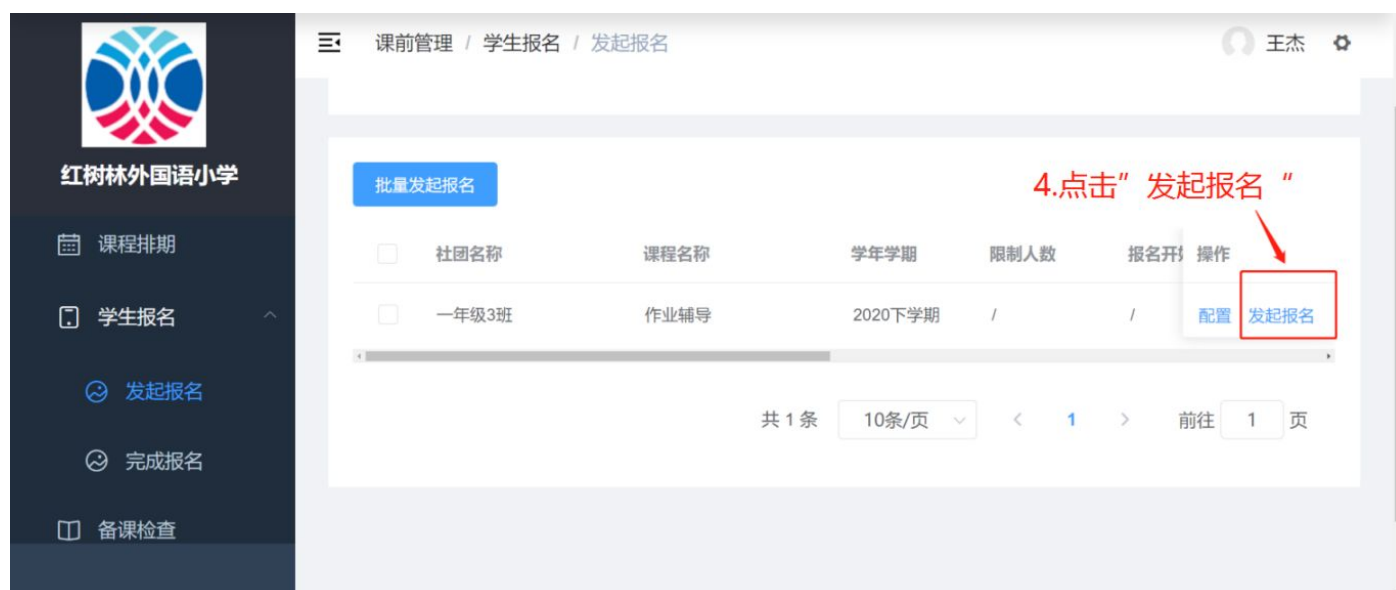 课前管理 / 学生报名 / 发起报名
王杰
红树林外国语小学
课程排期
学生报名
发起报名
完成报名
备课检查
批量发起报名
4.点击”发起报名“
社团名称 课程名称 学年学期 限制人数 报名开 操作
一年级3班 作业辅导 2020下学期 / / 配置 发起报名
共 1 条 10条/页 < 1 > 前往 1 页